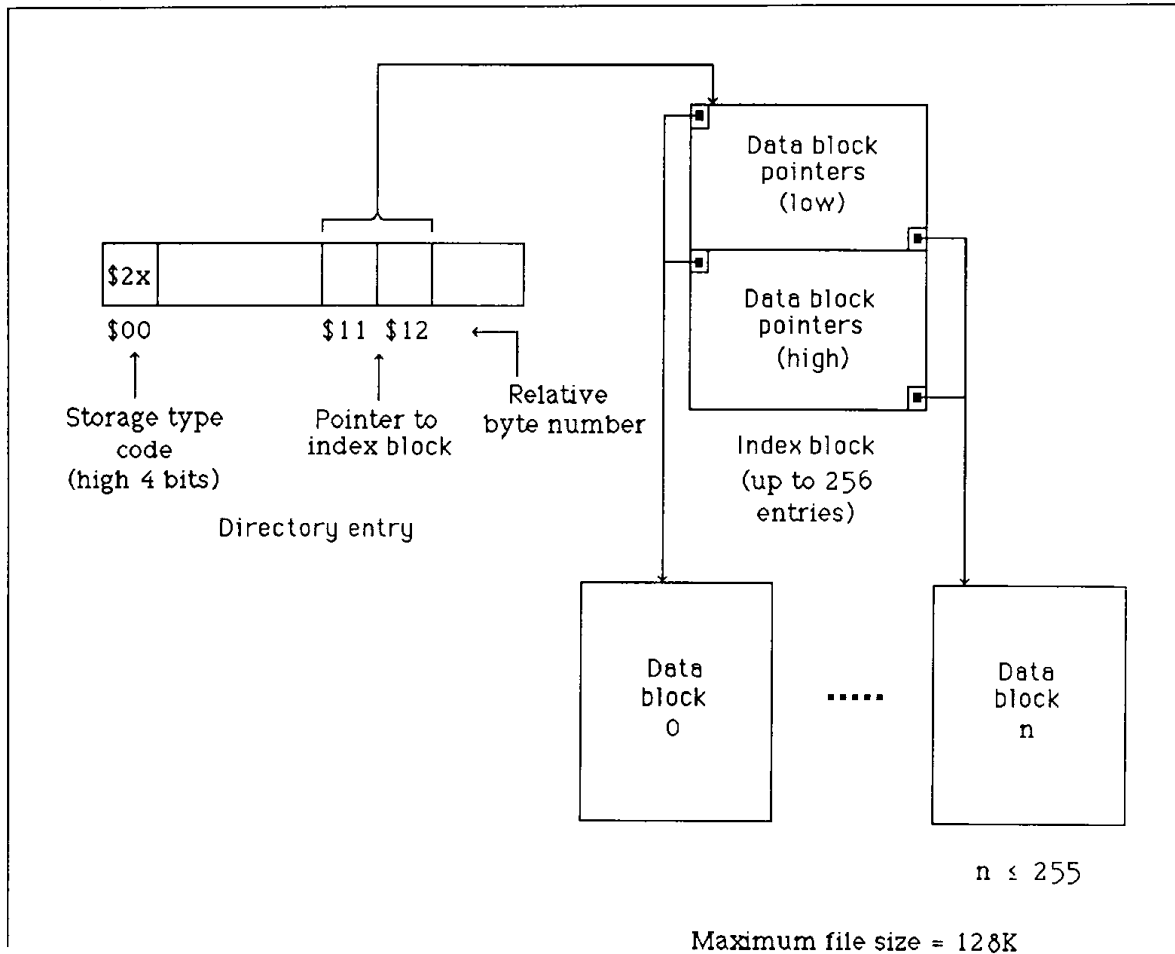 Data block
pointers
(low)
$2x
Data block
pointers
(high)
$00
$11 $12
Storage type
code
(high 4 bits)
Pointer to
index block
Relative
byte number
Directory entry
Index block
(up to 256
entries)
Data
block
0
.....
Data
block
n
n ≤ 255
Maximum file size = 128K